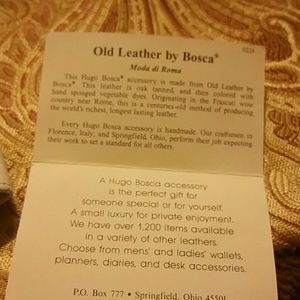 0224
Old Leather by Bosca®
Moda di Roma
This Hugo Bosca® accessory is made from Old Leather by
Bosca®. This leather is oak tanned, and then colored with
hand sponged vegetable dyes. Originating in the Frascati wine
country near Rome, this is a centuries-old method of producing
the world's richest, longest lasting leather.
Every Hugo Bosca® accessory is handmade. Our craftsmen in
Florence, Italy; and Springfield, Ohio, perform their job expecting
their work to set a standard for all others.
A Hugo Bosca accessory
is the perfect gift for
someone special or for yourself.
A small luxury for private enjoyment.
We have over 1,200 items available
in a variety of other leathers.
Choose from mens' and ladies' wallets,
planners, diaries, and desk accessories.
P.O. Box 777 • Springfield, Ohio 45501